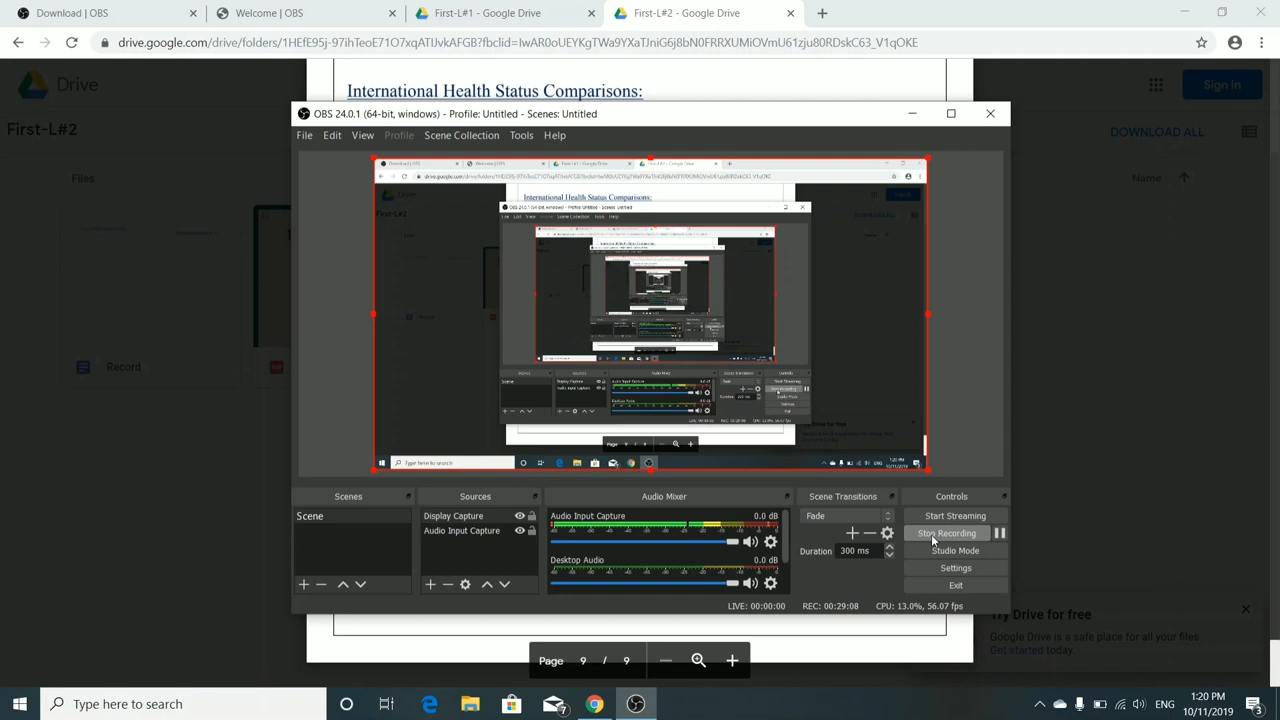 Download | OBS
Welcome | OBS
First-L#1 - Google Drive
First-L#2 - Google Drive
drive.google.com/drive/folders/1HEfE95j-97ihTeoE71O7xqATIJvkAFGB?fbclid=IwAR0oUEYKgTWa9YXaTJniG6j8bN0FRRXUMiOVmU61zju80RDskC63_V1qOKE
Drive
Sign in
First-L#2
DOWNLOAD ALL
Files
Name
Record
International Health Status Comparisons:
OBS 24.0.1 (64-bit, windows) - Profile: Untitled - Scenes: Untitled
File Edit View Profile Scene Collection Tools Help
Scenes
Sources
Audio Mixer
Scene Transitions
Controls
Scene
Display Capture
Audio Input Capture
Audio Input Capture 0.0 dB
Desktop Audio 0.0 dB
Fade
Duration 300 ms
Start Streaming
Stop Recording
Studio Mode
Settings
Exit
LIVE: 00:00:00 REC: 00:29:08 CPU: 13.0%, 56.07 fps
Try Drive for free
Google Drive is a safe place for all your files
Get started today.
Page 9 / 9
Type here to search
7
ENG
1:20 PM
10/11/2019
3